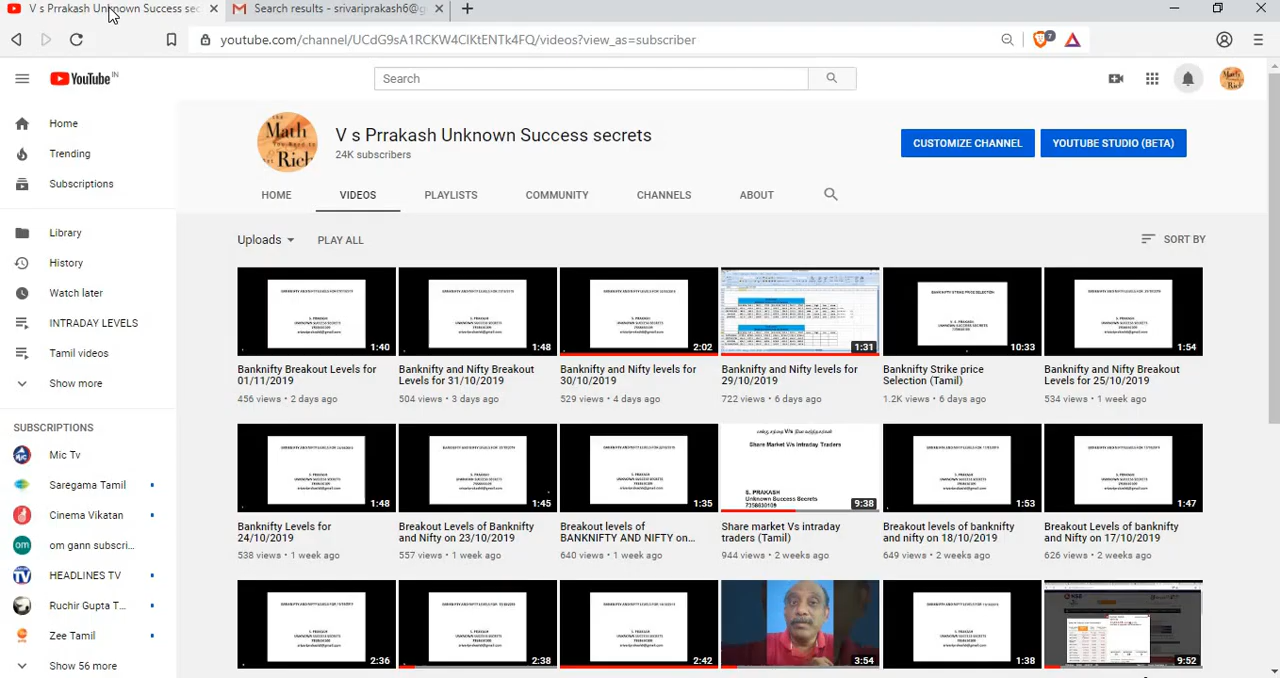 V s Prrakash Unknown Success sec
Search results - srivariprakash6@g
youtube.com/channel/UCdG9sA1RCKW4ClKtENTk4FQ/videos?view_as=subscriber
7
YouTube IN
Search
Home
Trending
Subscriptions
Library
History
Watch later
INTRADAY LEVELS
Tamil videos
Show more
SUBSCRIPTIONS
Mic Tv
Saregama Tamil
Nanayam Vikatan
om gann subscri...
HEADLINES TV
Ruchir Gupta T...
Zee Tamil
Show 56 more
V s Prrakash Unknown Success secrets
24K subscribers
CUSTOMIZE CHANNEL
YOUTUBE STUDIO (BETA)
HOME VIDEOS PLAYLISTS COMMUNITY CHANNELS ABOUT
Uploads PLAY ALL SORT BY
1:40 1:48 2:02 1:31 10:33 1:54
Banknifty Breakout Levels for
01/11/2019
456 views • 2 days ago
Banknifty and Nifty Breakout
Levels for 31/10/2019
504 views • 3 days ago
Banknifty and Nifty levels for
30/10/2019
529 views • 4 days ago
Banknifty and Nifty levels for
29/10/2019
722 views • 6 days ago
BANKNIFTY STRIKE PRICE SELECTION
Banknifty Strike price
Selection (Tamil)
1.2K views • 6 days ago
Banknifty and Nifty Breakout
Levels for 25/10/2019
534 views • 1 week ago
1:48 1:45 1:35 9:38 1:53 1:47
Banknifty Levels for
24/10/2019
538 views • 1 week ago
Breakout Levels of Banknifty
and Nifty on 23/10/2019
557 views • 1 week ago
Breakout levels of
BANKNIFTY AND NIFTY on...
640 views • 1 week ago
Share Market V/s Intraday Traders
S. PRAKASH
Unknown Success Secrets
7358030109
Share market Vs intraday
traders (Tamil)
944 views • 2 weeks ago
Breakout levels of banknifty
and nifty on 18/10/2019
649 views • 2 weeks ago
Breakout levels of banknifty
and Nifty on 17/10/2019
626 views • 2 weeks ago
2:36 2:38 2:42 3:54 1:38 9:52